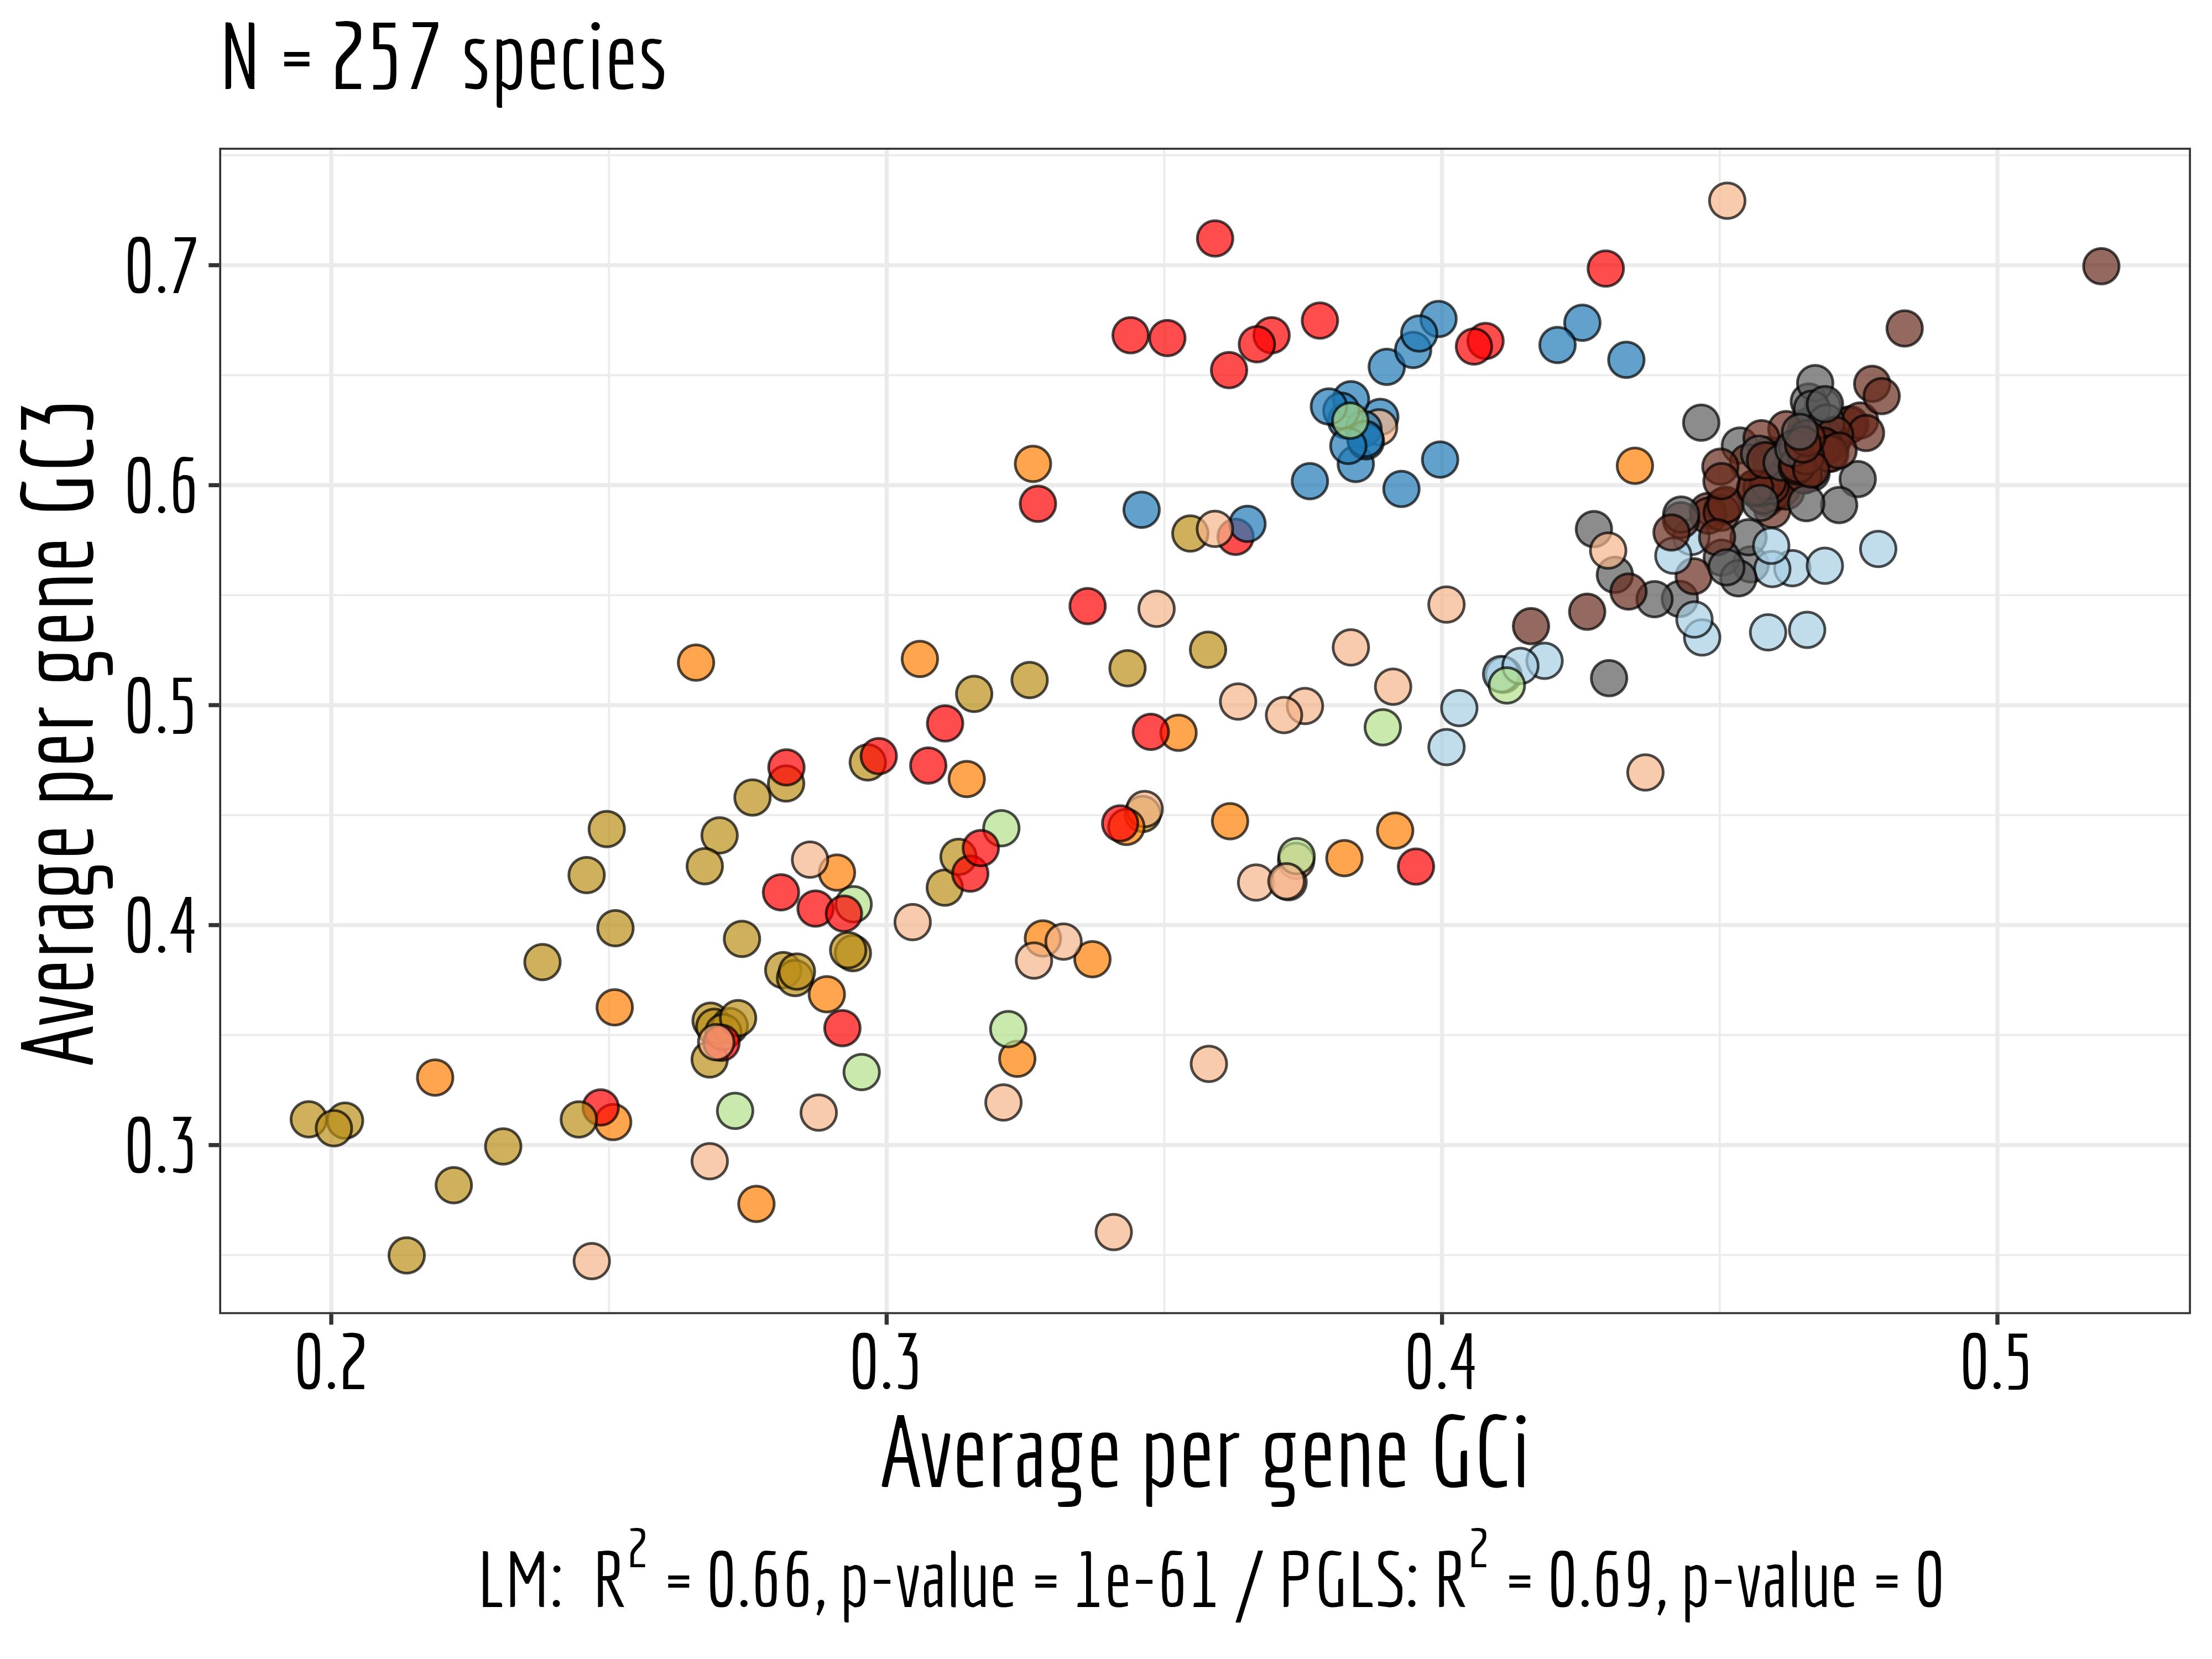 N = 257 species
Average per gene GC3
0.7
0.6
0.5
0.4
0.3
0.2 0.3 0.4 0.5
Average per gene GCi
LM: R² = 0.66, p-value = 1e-61 / PGLS: R² = 0.69, p-value = 0